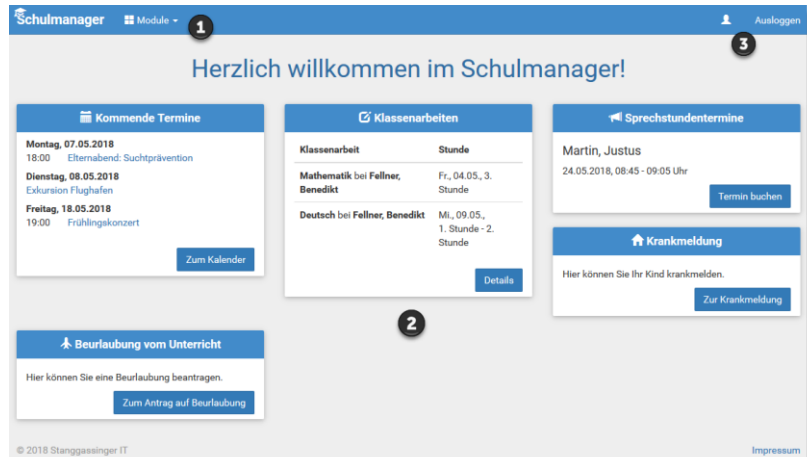 Schulmanager Module 1 Ausloggen
3
Herzlich willkommen im Schulmanager!
Kommende Termine
Montag, 07.05.2018
18:00 Elternabend: Suchtprävention
Dienstag, 08.05.2018
Exkursion Flughafen
Freitag, 18.05.2018
19:00 Frühlingskonzert
Zum Kalender
Klassenarbeiten
Klassenarbeit Stunde
Mathematik bei Fellner, Fr., 04.05., 3.
Benedikt Stunde
Deutsch bei Fellner, Benedikt Mi., 09.05.,
1. Stunde - 2.
Stunde
Details
Sprechstundentermine
Martin, Justus
24.05.2018, 08:45 - 09:05 Uhr
Termin buchen
Krankmeldung
Hier können Sie Ihr Kind krankmelden.
Zur Krankmeldung
2
Beurlaubung vom Unterricht
Hier können Sie eine Beurlaubung beantragen.
Zum Antrag auf Beurlaubung
© 2018 Stanggassinger IT Impressum